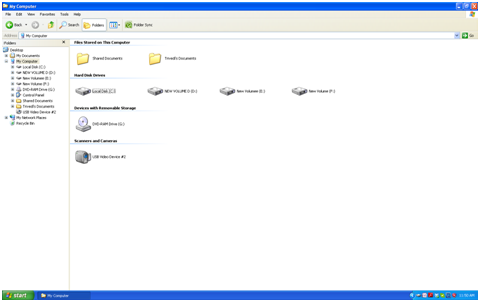 My Computer
File Edit View Favorites Tools Help
Back Search Folders Folder Sync
Address My Computer Go
Folders
Desktop
My Documents
My Computer
Local Disk (C:)
NEW VOLUME D (D:)
New Volume (E:)
New Volume (F:)
DVD-RAM Drive (G:)
Control Panel
Shared Documents
Trivedi's Documents
USB Video Device #2
My Network Places
Recycle Bin
Files Stored on This Computer
Shared Documents Trivedi's Documents
Hard Disk Drives
Local Disk (C:) NEW VOLUME D (D:) New Volume (E:) New Volume (F:)
Devices with Removable Storage
DVD-RAM Drive (G:)
Scanners and Cameras
USB Video Device #2
start My Computer